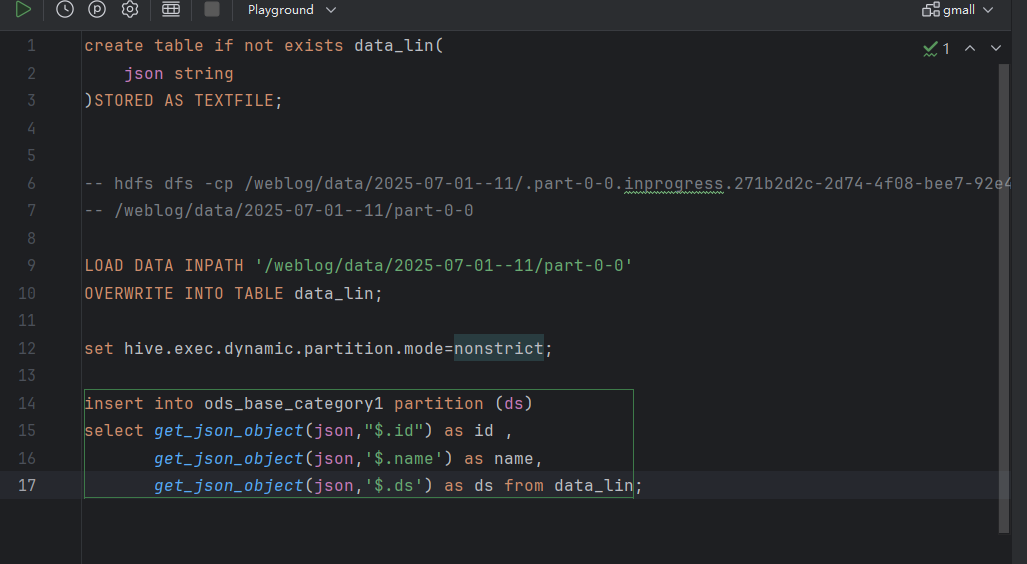 Playground
gmall
1 create table if not exists data_lin(
1
2 json string
3 )STORED AS TEXTFILE;
4
5
6 -- hdfs dfs -cp /weblog/data/2025-07-01--11/.part-0-0.inprogress.271b2d2c-2d74-4f08-bee7-92e4
7 -- /weblog/data/2025-07-01--11/part-0-0
8
9 LOAD DATA INPATH '/weblog/data/2025-07-01--11/part-0-0'
10 OVERWRITE INTO TABLE data_lin;
11
12 set hive.exec.dynamic.partition.mode=nonstrict;
13
14 insert into ods_base_category1 partition (ds)
15 select get_json_object(json,"$.id") as id ,
16 get_json_object(json,'$.name') as name,
17 get_json_object(json,'$.ds') as ds from data_lin;